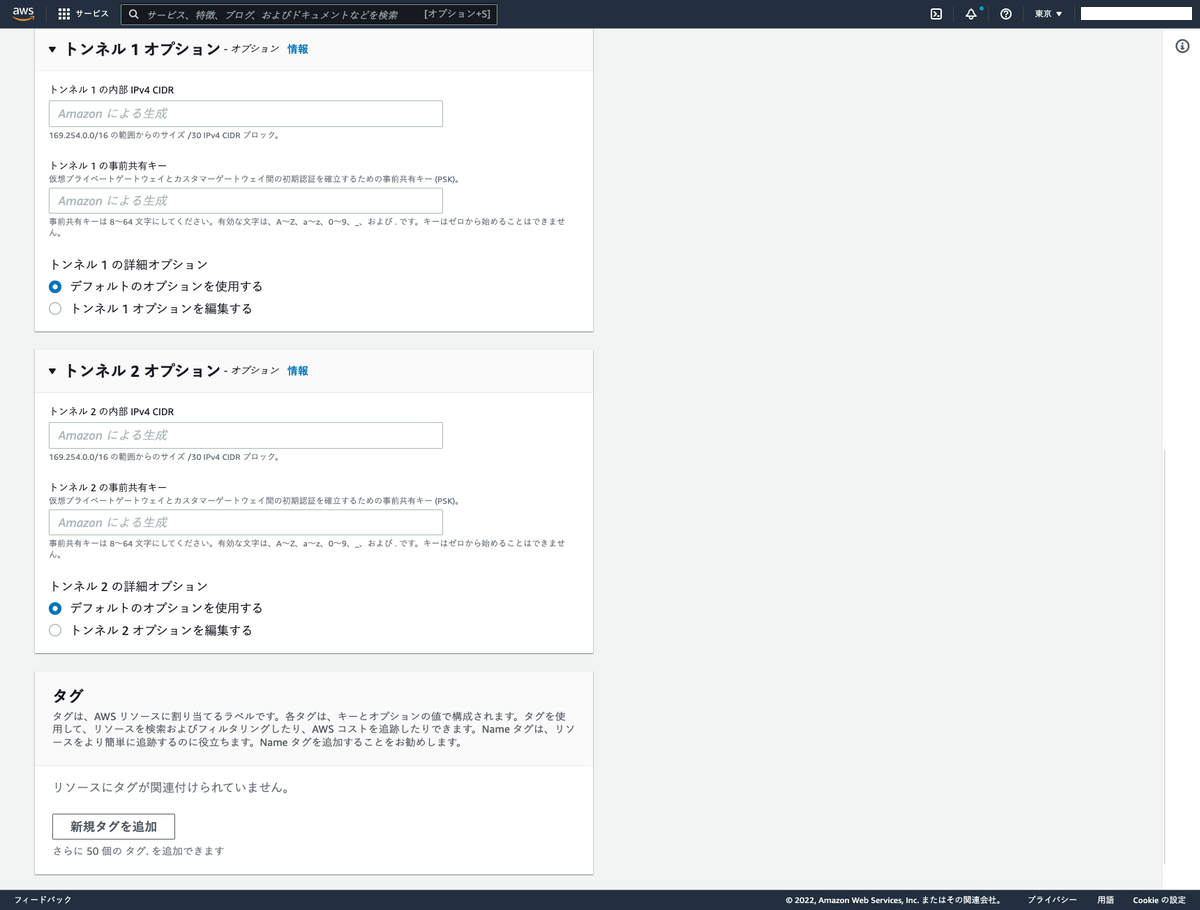 aws サービス サービス、特徴、ブログ、およびドキュメントなどを検索 [オプション+S] 東京 ▼
▼ トンネル 1 オプション - オプション 情報
トンネル 1 の内部 IPv4 CIDR
Amazon による生成
169.254.0.0/16 の範囲からのサイズ /30 IPv4 CIDR ブロック。
トンネル 1 の事前共有キー
仮想プライベートゲートウェイとカスタマーゲートウェイ間の初期認証を確立するための事前共有キー (PSK)。
Amazon による生成
事前共有キーは 8〜64 文字にしてください。有効な文字は、A〜Z、a〜z、0〜9、_、および . です。キーはゼロから始めることはできませ
ん。
トンネル 1 の詳細オプション
デフォルトのオプションを使用する
トンネル 1 オプションを編集する
▼ トンネル 2 オプション - オプション 情報
トンネル 2 の内部 IPv4 CIDR
Amazon による生成
169.254.0.0/16 の範囲からのサイズ /30 IPv4 CIDR ブロック。
トンネル 2 の事前共有キー
仮想プライベートゲートウェイとカスタマーゲートウェイ間の初期認証を確立するための事前共有キー (PSK)。
Amazon による生成
事前共有キーは 8〜64 文字にしてください。有効な文字は、A〜Z、a〜z、0〜9、_、および . です。キーはゼロから始めることはできませ
ん。
トンネル 2 の詳細オプション
デフォルトのオプションを使用する
トンネル 2 オプションを編集する
タグ
タグは、AWS リソースに割り当てるラベルです。各タグは、キーとオプションの値で構成されます。タグを使
用して、リソースを検索およびフィルタリングしたり、AWS コストを追跡したりできます。Name タグは、リソ
ースをより簡単に追跡するのに役立ちます。Name タグを追加することをお勧めします。
リソースにタグが関連付けられていません。
新規タグを追加
さらに 50 個の タグ. を追加できます
フィードバック © 2022, Amazon Web Services, Inc. またはその関連会社。 プライバシー 用語 Cookie の設定